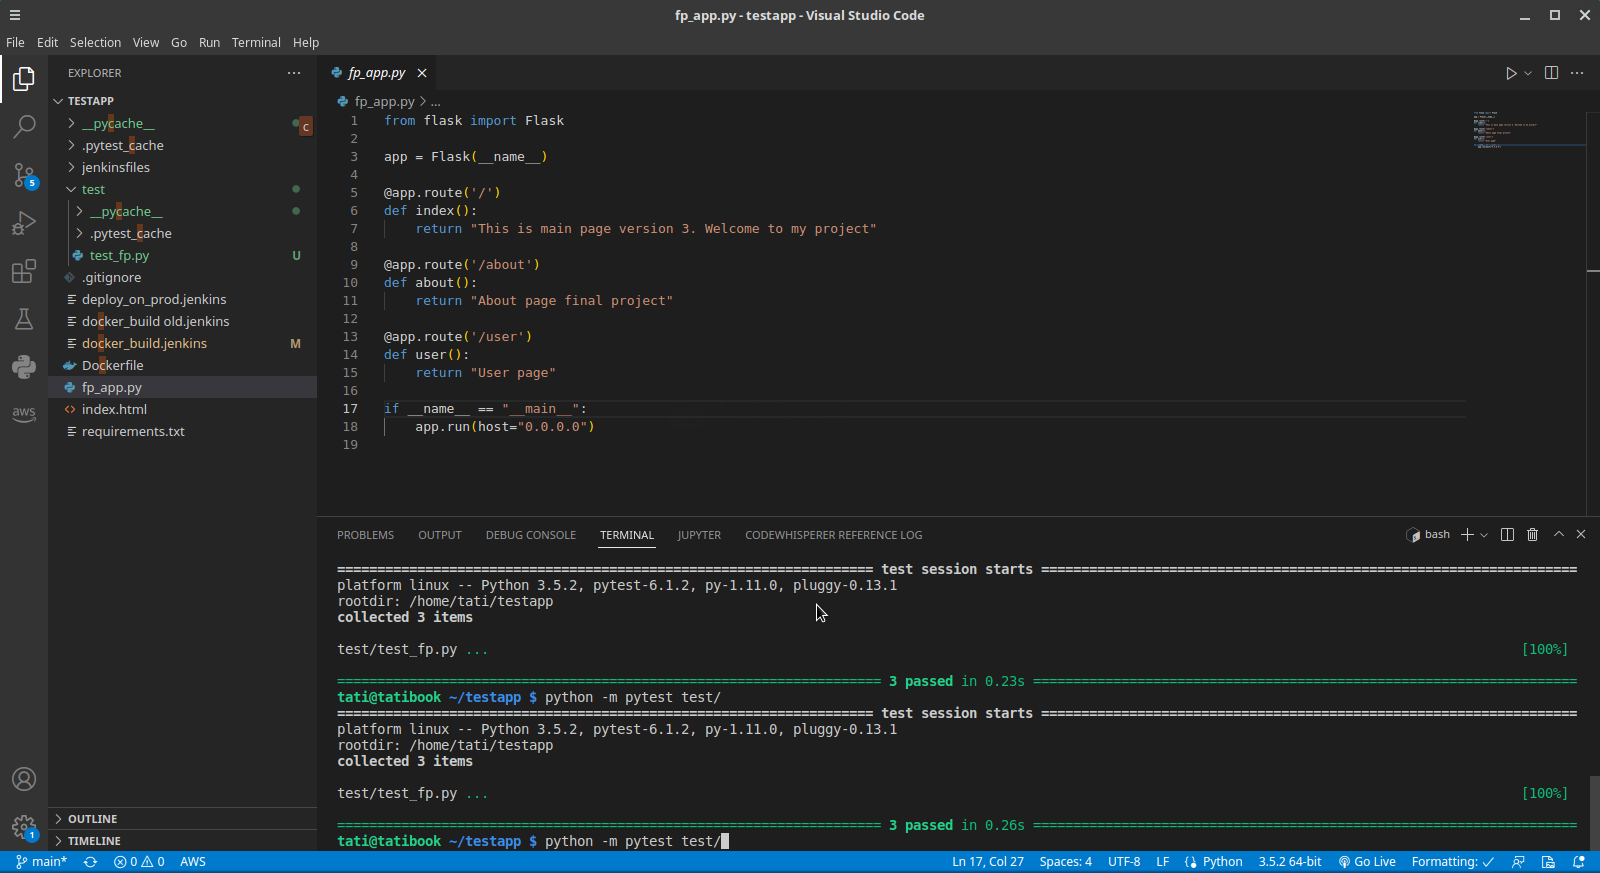 fp_app.py - testapp - Visual Studio Code
File Edit Selection View Go Run Terminal Help
EXPLORER
TESTAPP
__pycache__
c
.pytest_cache
jenkinsfiles
test
__pycache__
.pytest_cache
test_fp.py U
.gitignore
deploy_on_prod.jenkins
docker_build old.jenkins
docker_build.jenkins M
Dockerfile
fp_app.py
index.html
requirements.txt
OUTLINE
TIMELINE
5
1
aws
fp_app.py
fp_app.py > ...
1 from flask import Flask
2
3 app = Flask(__name__)
4
5 @app.route('/')
6 def index():
7 return "This is main page version 3. Welcome to my project"
8
9 @app.route('/about')
10 def about():
11 return "About page final project"
12
13 @app.route('/user')
14 def user():
15 return "User page"
16
17 if __name__ == "__main__":
18 app.run(host="0.0.0.0")
19
PROBLEMS OUTPUT DEBUG CONSOLE TERMINAL JUPYTER CODEWHISPERER REFERENCE LOG
bash
=================================================================== test session starts ===================================================================
platform linux -- Python 3.5.2, pytest-6.1.2, py-1.11.0, pluggy-0.13.1
rootdir: /home/tati/testapp
collected 3 items
test/test_fp.py ... [100%]
==================================================================== 3 passed in 0.23s ====================================================================
tati@tatibook ~/testapp $ python -m pytest test/
=================================================================== test session starts ===================================================================
platform linux -- Python 3.5.2, pytest-6.1.2, py-1.11.0, pluggy-0.13.1
rootdir: /home/tati/testapp
collected 3 items
test/test_fp.py ... [100%]
==================================================================== 3 passed in 0.26s ====================================================================
tati@tatibook ~/testapp $ python -m pytest test/
main* 0 0 AWS Ln 17, Col 27 Spaces: 4 UTF-8 LF Python 3.5.2 64-bit Go Live Formatting: ✓